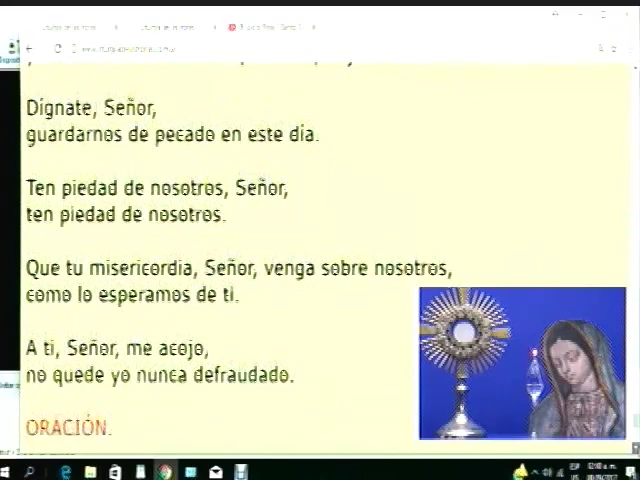 Dígnate, Señor,
guardarnos de pecado en este día.
Ten piedad de nosotros, Señor,
ten piedad de nosotros.
Que tu misericordia, Señor, venga sobre nosotros,
como lo esperamos de ti.
A ti, Señor, me acojo,
no quede yo nunca defraudado.
ORACIÓN.
ESP